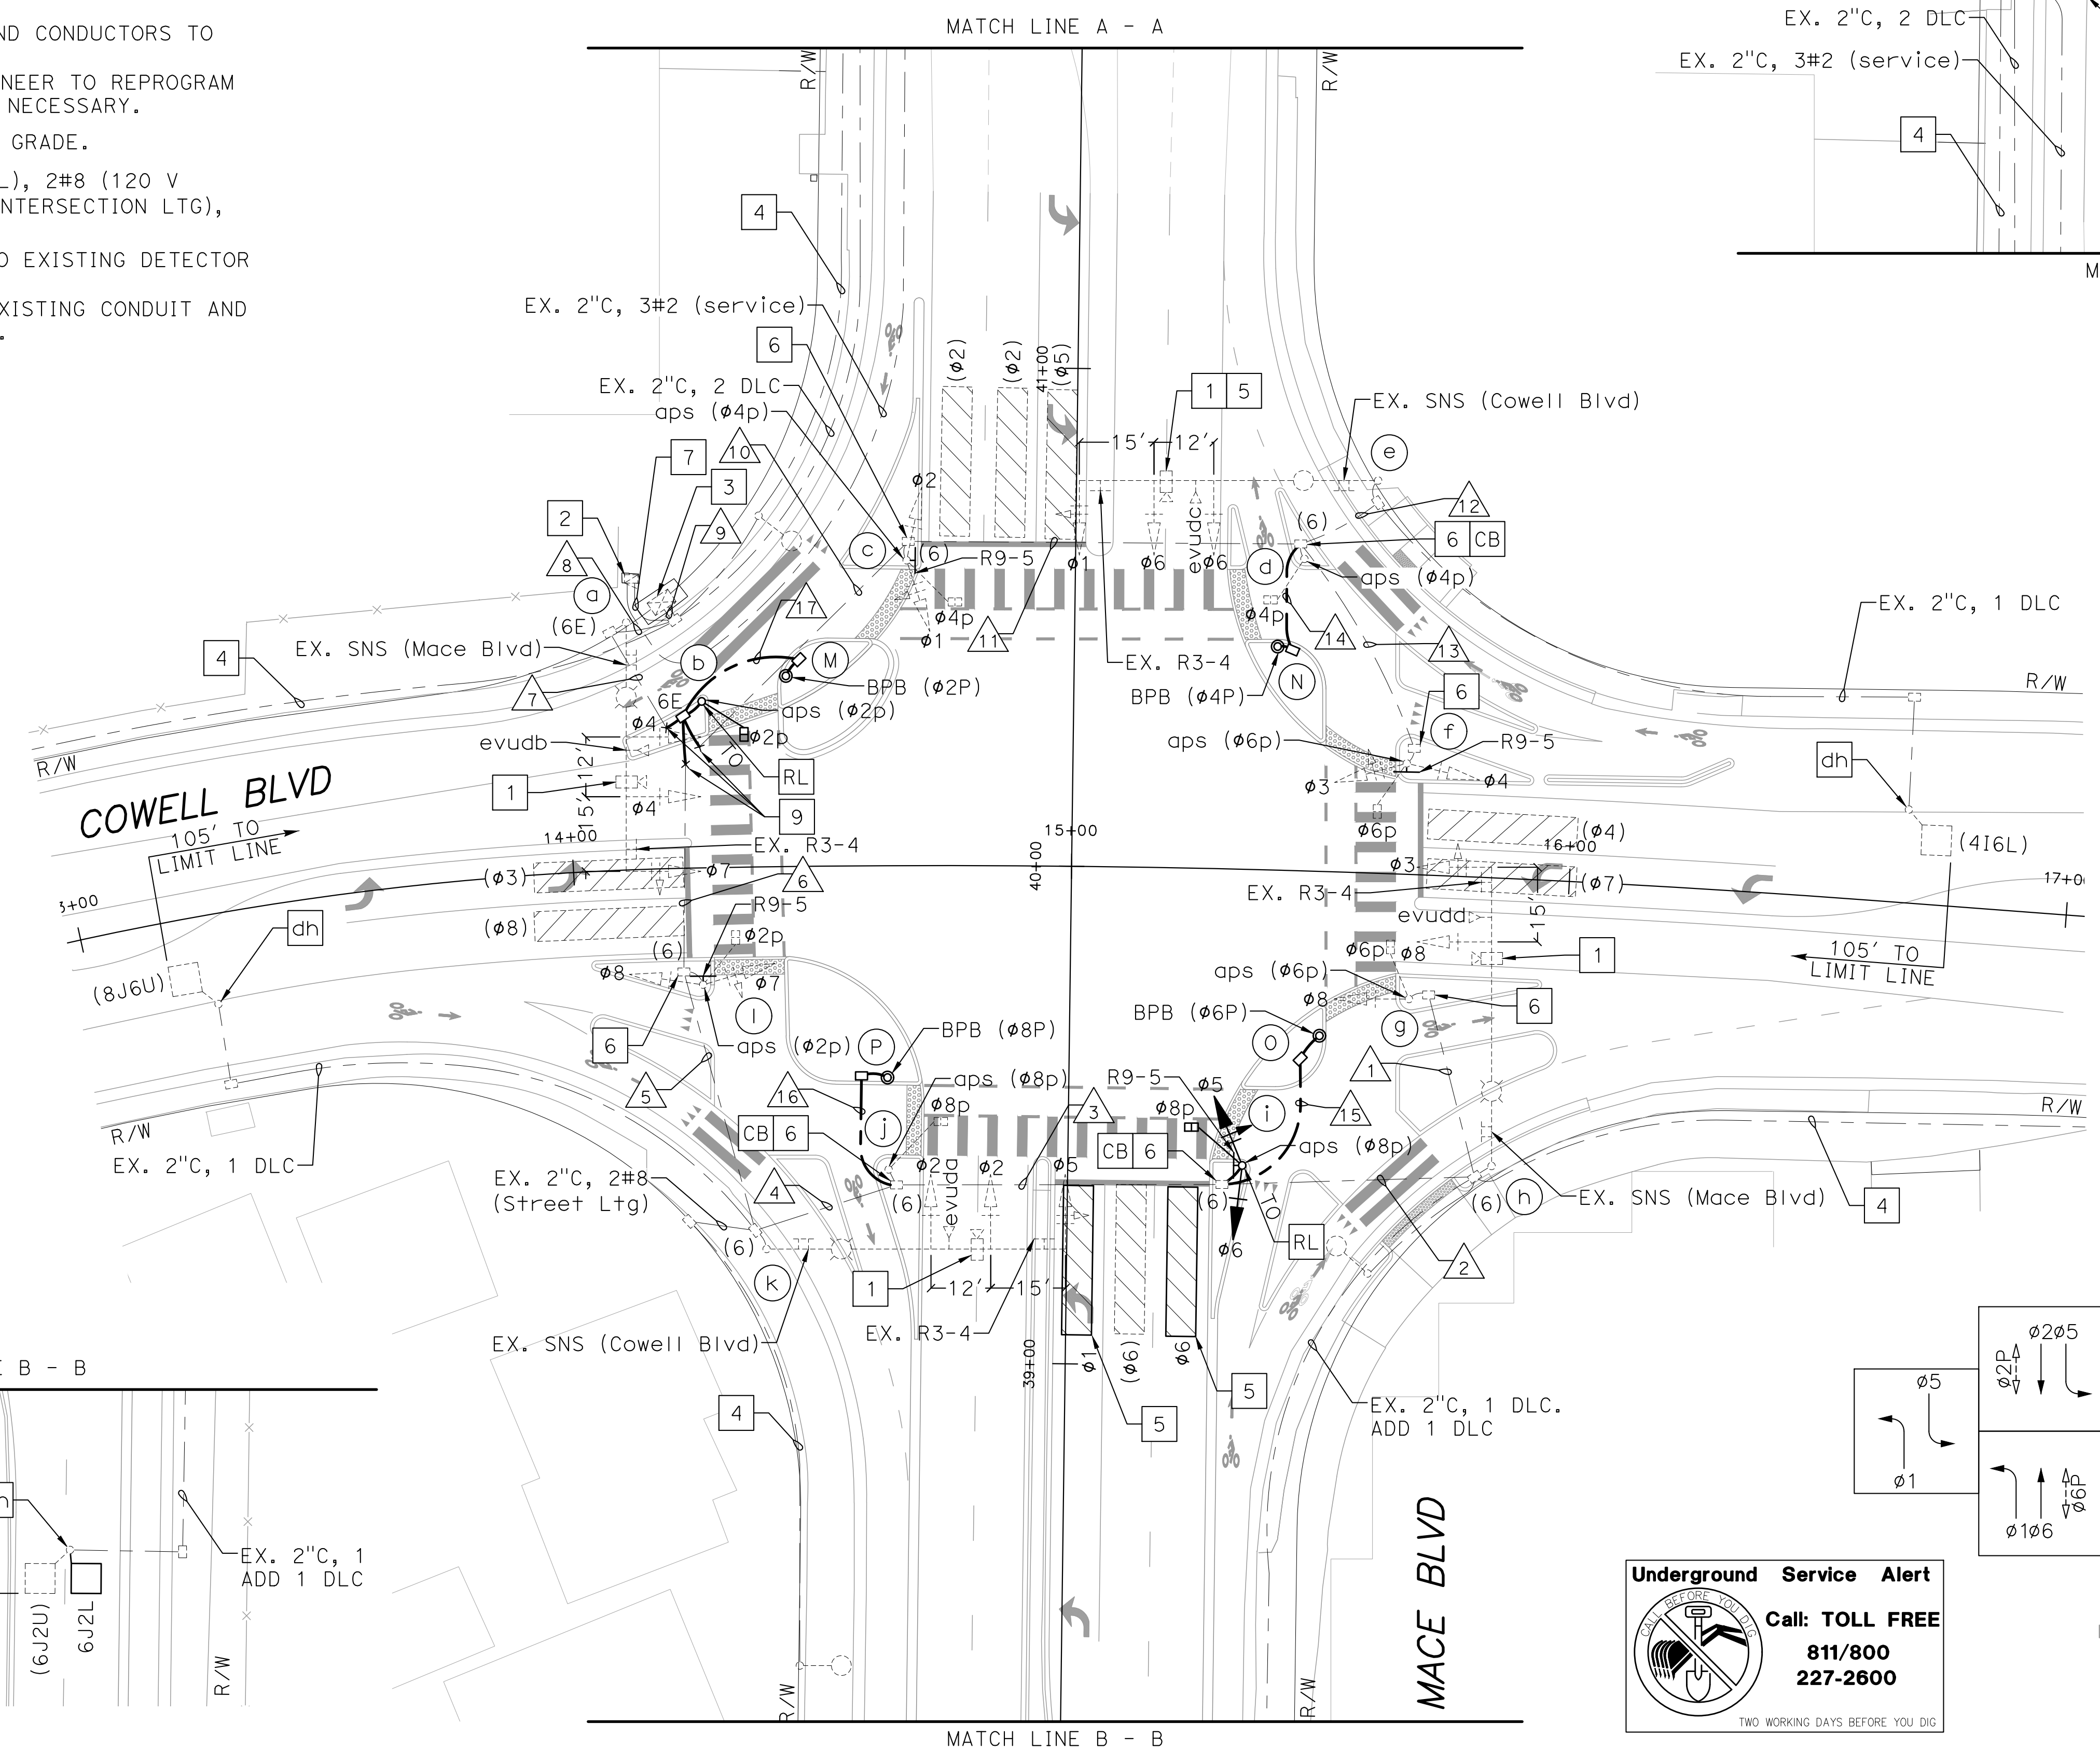 ND CONDUCTORS TO
NEER TO REPROGRAM
NECESSARY.
GRADE.
L), 2#8 (120 V
NTERSECTION LTG),
O EXISTING DETECTOR
XISTING CONDUIT AND
MATCH LINE A - A
EX. 2"C, 2 DLC
EX. 2"C, 3#2 (service)
4
M
R/W
R/W
4
EX. 2"C, 3#2 (service)
6
EX. 2"C, 2 DLC
aps (ø4p)
10
7
3
2
9
8
a
(6E)
c
ø2
(6)
R9-5
(ø2)
(ø2)
(ø5)
41+00
1 5
15' 12'
EX. SNS (Cowell Blvd)
e
12
(6)
6 CB
d
aps (ø4p)
ø1
ø6
evudc
ø6
ø4p
ø4p
ø1
11
14
13
EX. R3-4
EX. 2"C, 1 DLC
4
EX. SNS (Mace Blvd)
17
b
M
7
BPB (ø2P)
BPB (ø4P)
N
6
R/W
6E
aps (ø2p)
ø4
ø2p
evudb
TO
RL
aps (ø6p)
f
R9-5
R/W
1
12'
15'
ø4
9
ø3
ø4
dh
COWELL BLVD
105' TO
LIMIT LINE
14+00
EX. R3-4
15+00
40+00
ø6p
(ø4)
16+00
(4I6L)
(ø3)
ø7
6
ø3
(ø7)
17+0
EX. R3-4
3+00
(ø8)
R9-5
(6)
ø2p
evudd
15'
dh
ø6p
ø8
1
105' TO
LIMIT LINE
(8J6U)
ø8
ø7
l
aps (ø6p)
ø8
6
BPB (ø6P)
g
6
aps (ø2p)
P
BPB (ø8P)
O
5
16
aps (ø8p)
R9-5
ø5
1
15
R/W
R/W
EX. 2"C, 1 DLC
CB 6
j
ø8p
3
ø8p
i
CB 6
aps (ø8p)
4
EX. 2"C, 2#8
(Street Ltg)
4
ø2
evuda
ø2
ø5
(6)
(6)
TO
(6)
h
EX. SNS (Mace Blvd)
(6)
k
1
12' 15'
ø6
RL
2
EX. SNS (Cowell Blvd)
EX. R3-4
39+00
ø1
(ø6)
ø6
5
5
4
EX. 2"C, 1 DLC.
ADD 1 DLC
E B - B
EX. 2"C, 1
ADD 1 DLC
(6J2U)
6J2L
R/W
ø5
ø1
ø2P
ø2ø5
ø1ø6
ø6P
R/W
R/W
MACE BLVD
MATCH LINE B - B
Underground Service Alert
CALL BEFORE YOU DIG
Call: TOLL FREE
811/800
227-2600
TWO WORKING DAYS BEFORE YOU DIG